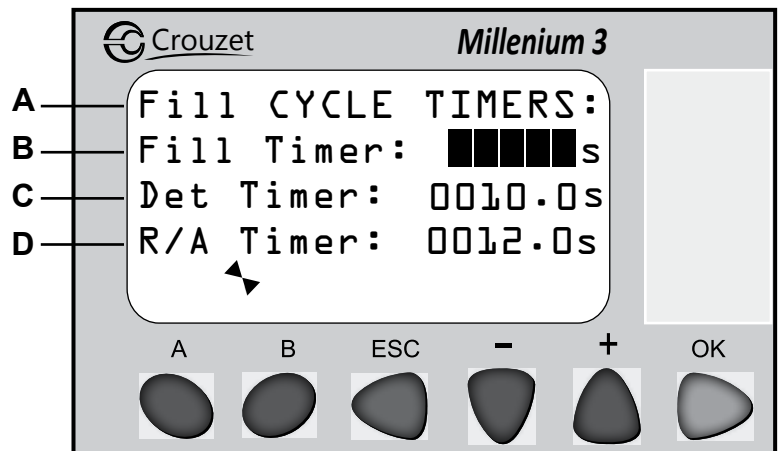 Crouzet Millenium 3
A Fill CYCLE TIMERS:
B Fill Timer: s
C Det Timer: 0010.0s
D R/A Timer: 0012.0s
A B ESC - + OK